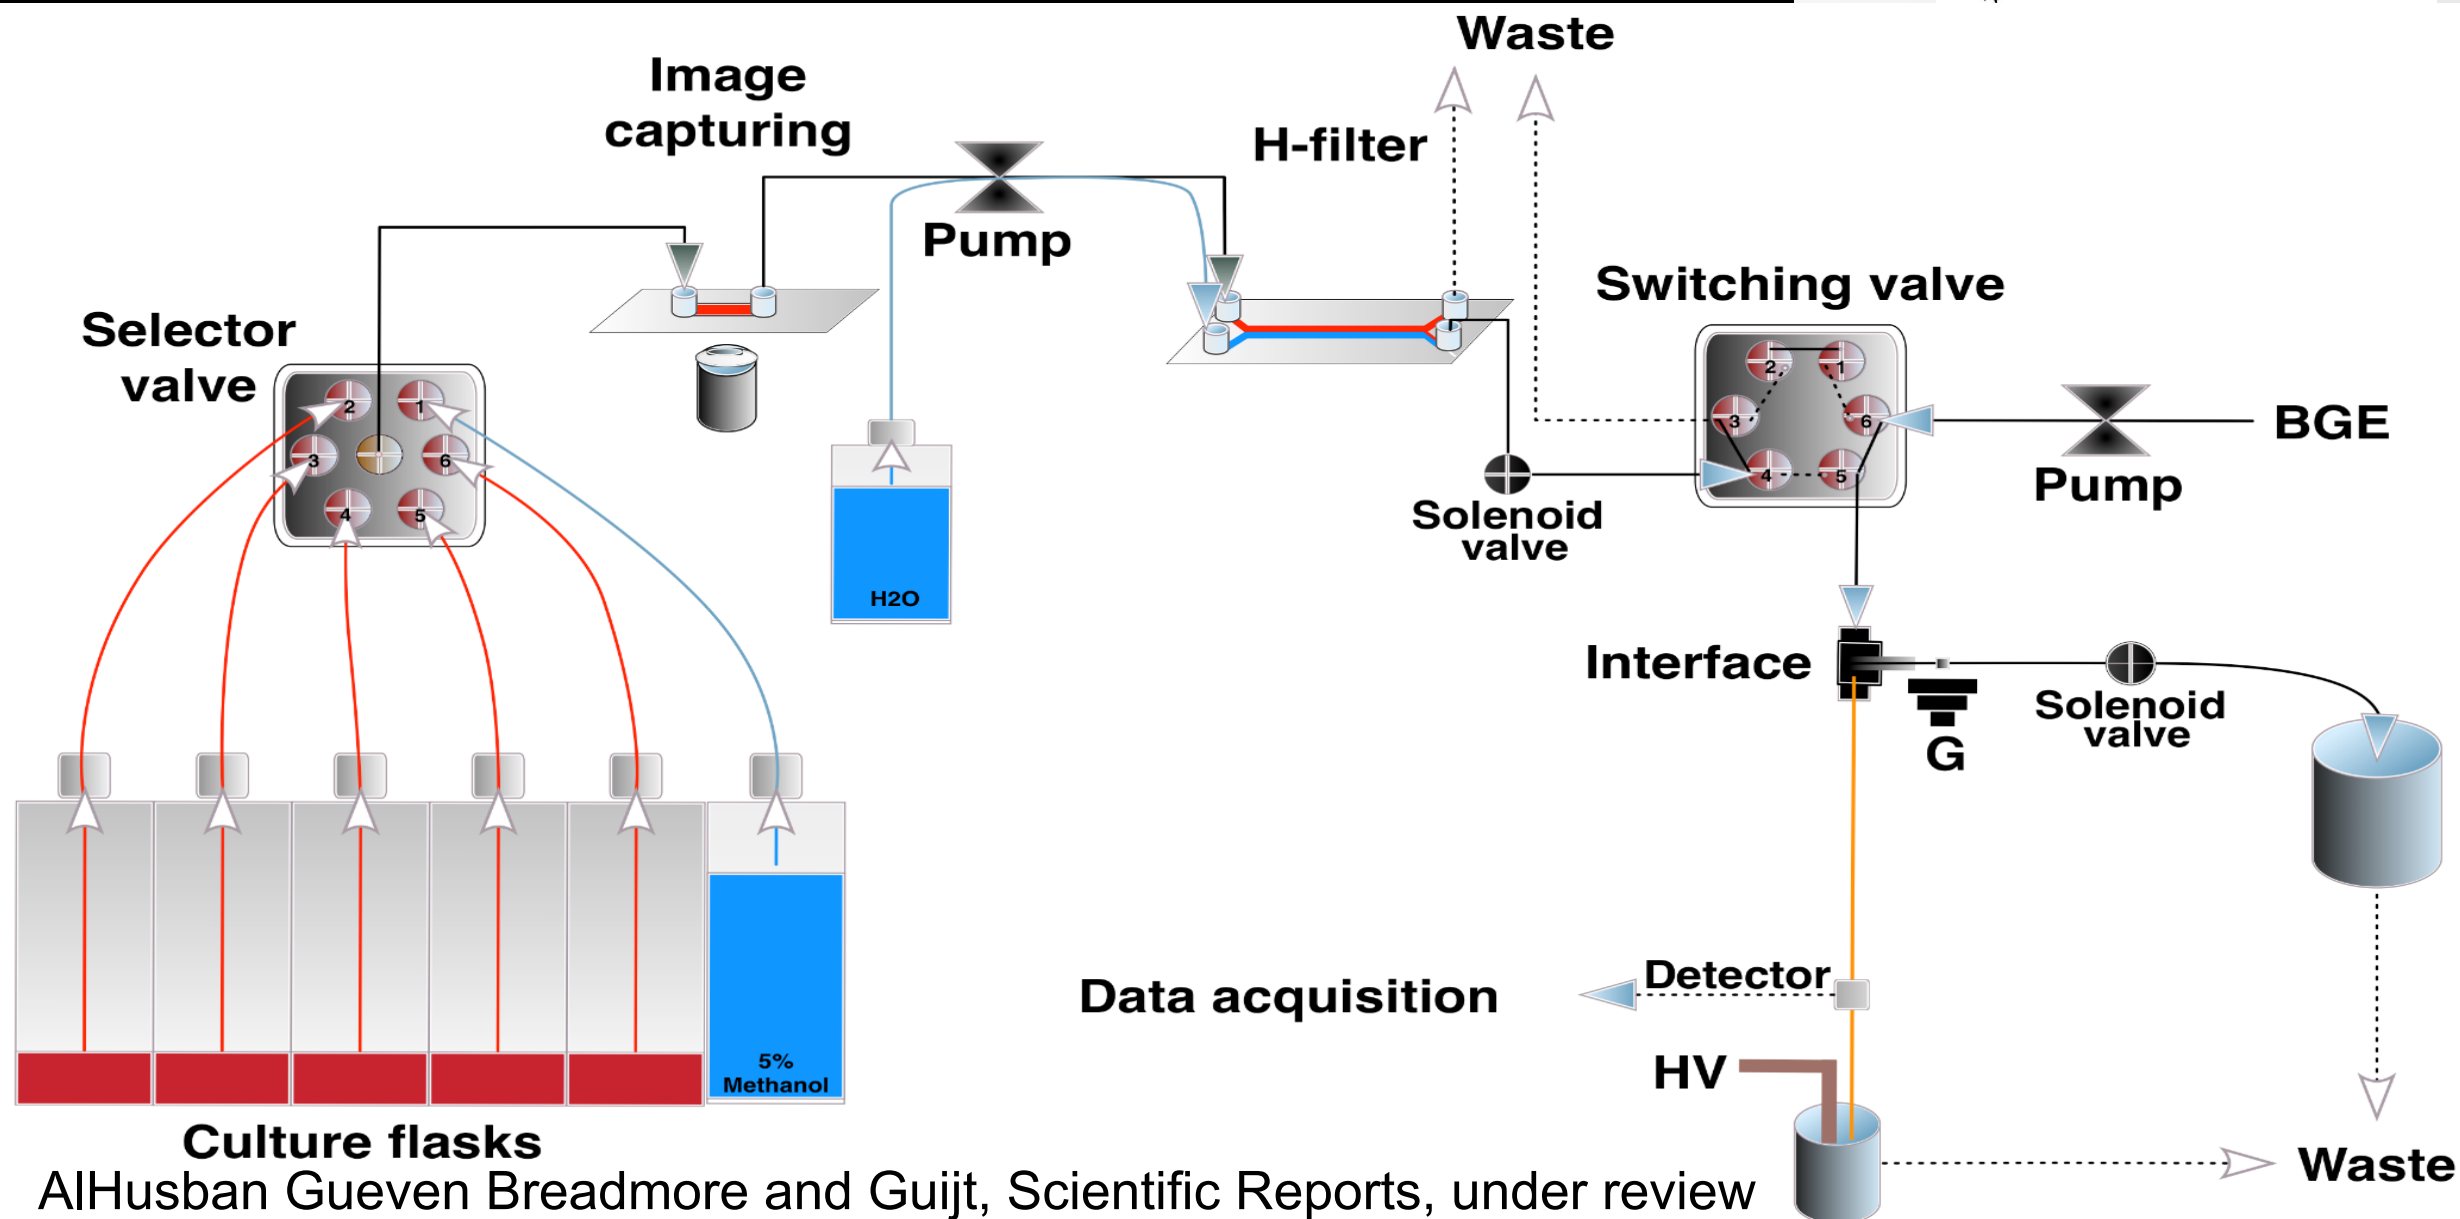 Waste
Image
capturing
H-filter
Pump
Switching valve
Selector
valve
2
1
3
6
4
5
2
1
3
6
4
5
BGE
Pump
Solenoid
valve
H2O
Interface
Solenoid
valve
G
Data acquisition
Detector
HV
5%
Methanol
Culture flasks
Waste
AlHusban Gueven Breadmore and Guijt, Scientific Reports, under review